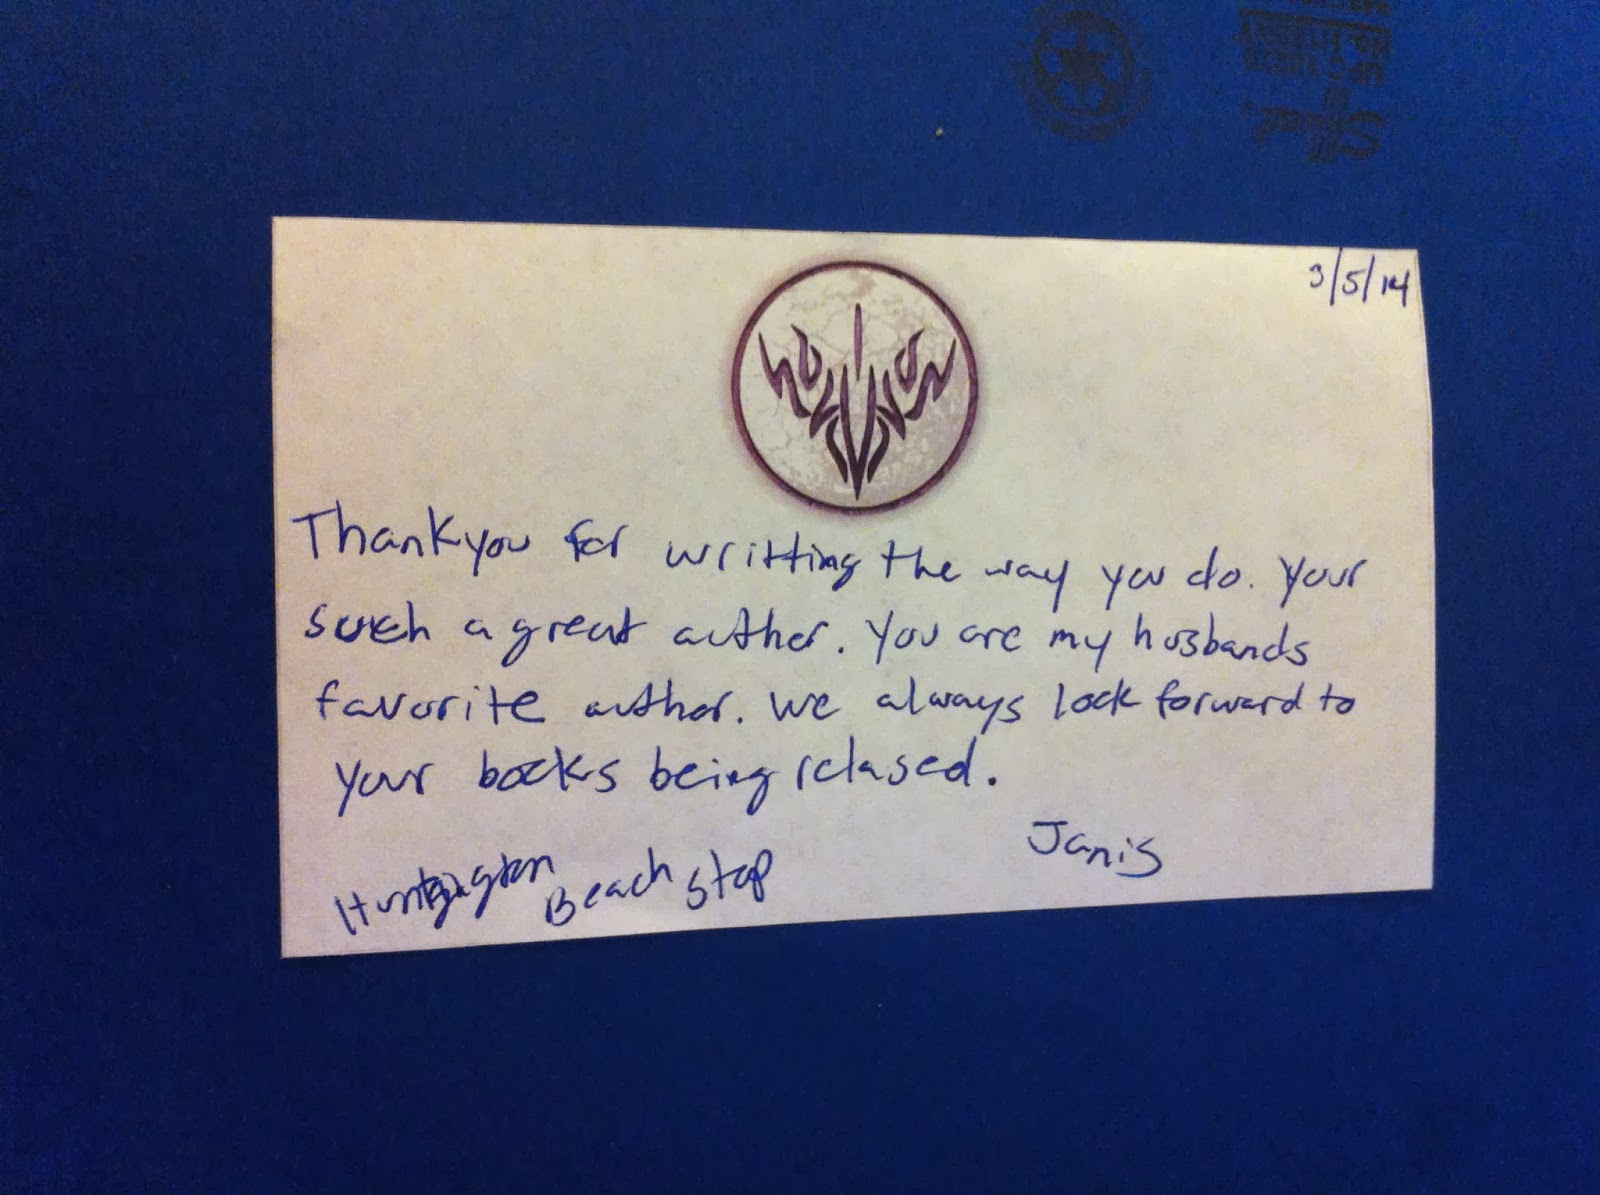 3/5/14
Thankyou for writting the way you do. Your
such a great auther. You are my husbands
favorite author. We always look forward to
your books being relased.
Janis
Huntington Beach Stop